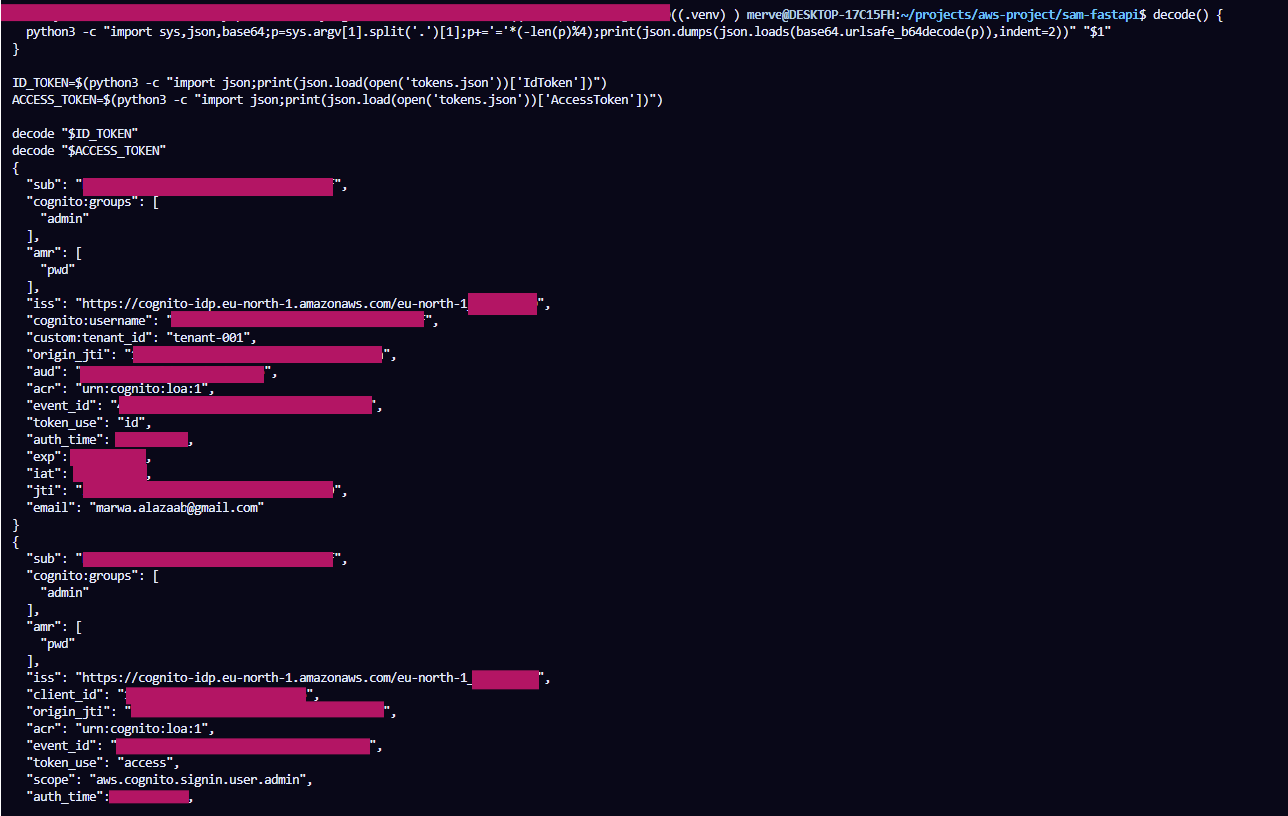 ((.venv) ) merve@DESKTOP-17C15FH:~/projects/aws-project/sam-fastapi$ decode() {
  python3 -c "import sys,json,base64;p=sys.argv[1].split('.')[1];p+='='*(-len(p)%4);print(json.dumps(json.loads(base64.urlsafe_b64decode(p)),indent=2))" "$1"
}
ID_TOKEN=$(python3 -c "import json;print(json.load(open('tokens.json'))['IdToken'])")
ACCESS_TOKEN=$(python3 -c "import json;print(json.load(open('tokens.json'))['AccessToken'])")
decode "$ID_TOKEN"
decode "$ACCESS_TOKEN"
{
  "sub": "",
  "cognito:groups": [
    "admin"
  ],
  "amr": [
    "pwd"
  ],
  "iss": "https://cognito-idp.eu-north-1.amazonaws.com/eu-north-1_",
  "cognito:username": "",
  "custom:tenant_id": "tenant-001",
  "origin_jti": "",
  "aud": "",
  "acr": "urn:cognito:loa:1",
  "event_id": "",
  "token_use": "id",
  "auth_time": ,
  "exp": ,
  "iat": ,
  "jti": "",
  "email": "marwa.alazaab@gmail.com"
}
{
  "sub": "",
  "cognito:groups": [
    "admin"
  ],
  "amr": [
    "pwd"
  ],
  "iss": "https://cognito-idp.eu-north-1.amazonaws.com/eu-north-1_",
  "client_id": "",
  "origin_jti": "",
  "acr": "urn:cognito:loa:1",
  "event_id": "",
  "token_use": "access",
  "scope": "aws.cognito.signin.user.admin",
  "auth_time": ,